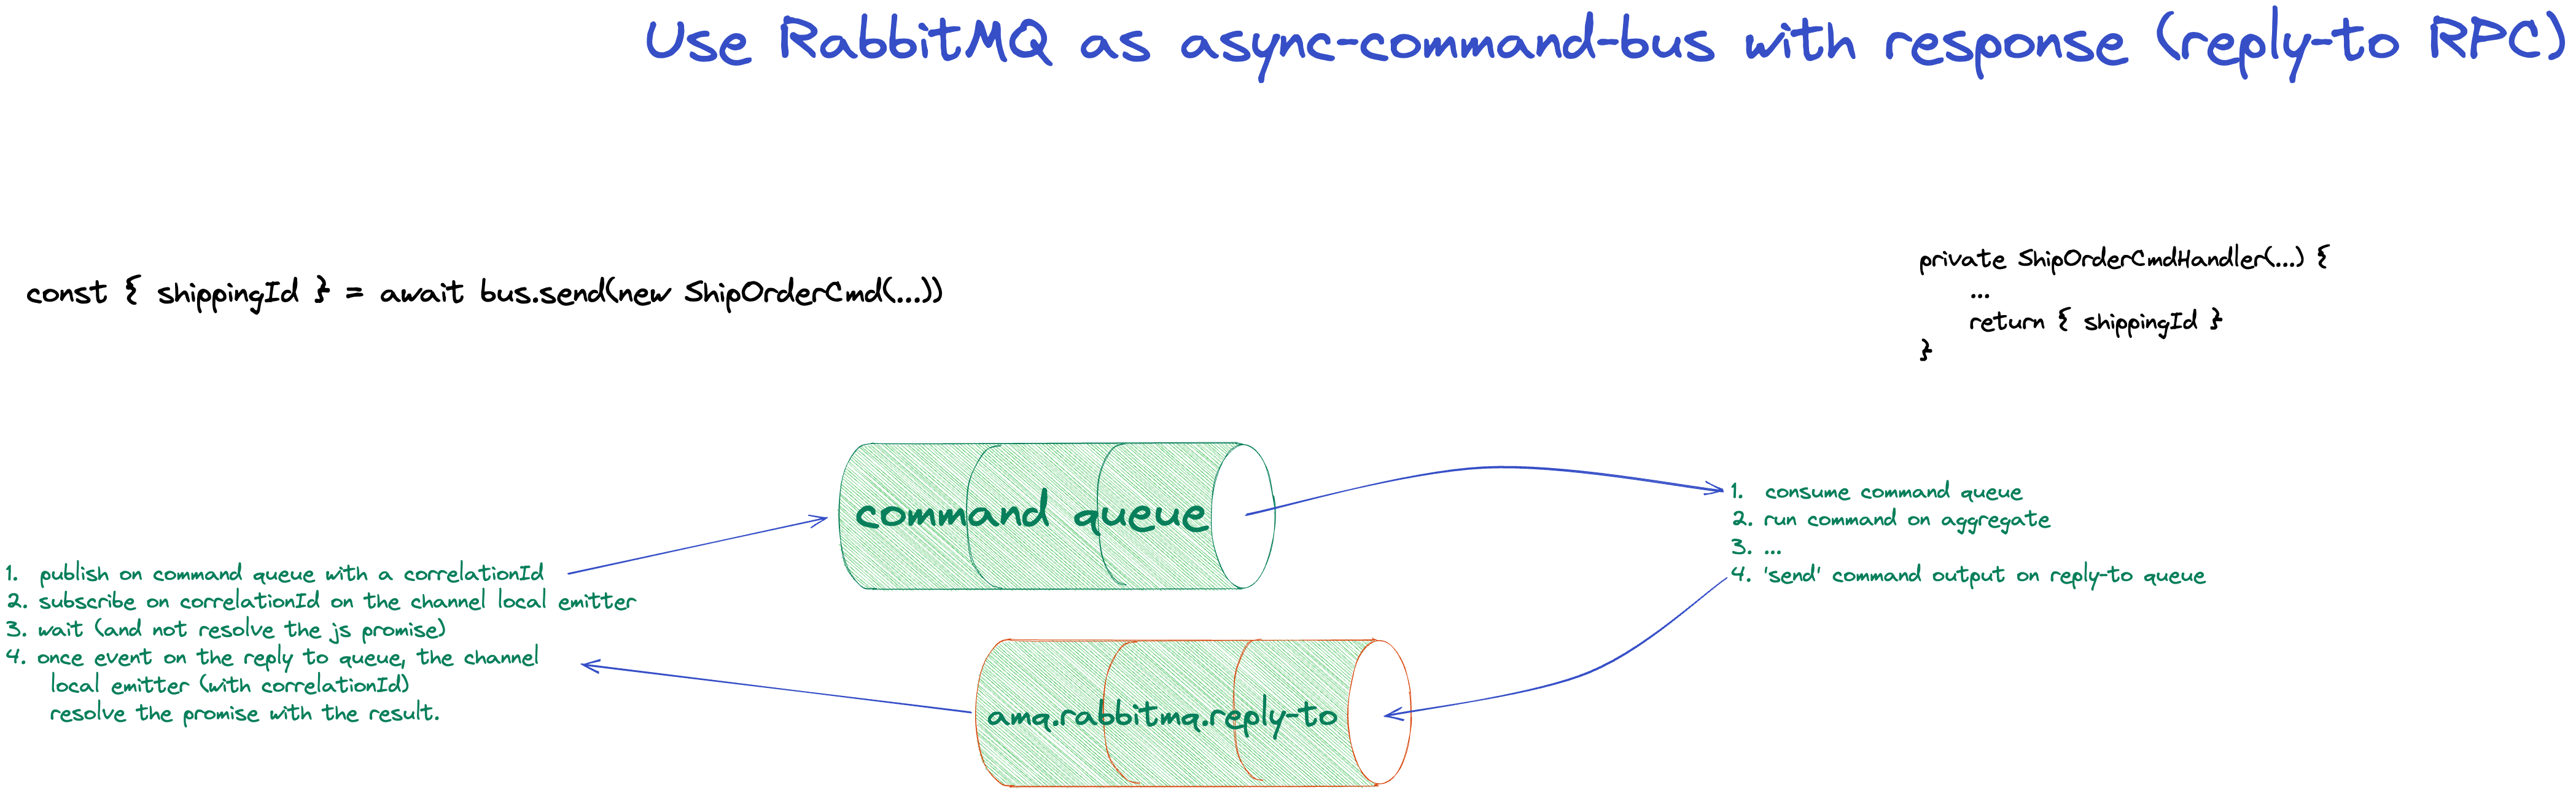 Use RabbitMQ as async-command-bus with response (reply-to RPC)
const { shippingId } = await bus.send(new ShipOrderCmd(...))
private ShipOrderCmdHandler(...) {
...
return { shippingId }
}
command queue
1. publish on command queue with a correlationId
2. subscribe on correlationId on the channel local emitter
3. wait (and not resolve the js promise)
4. once event on the reply to queue, the channel
local emitter (with correlationId)
resolve the promise with the result.
1. consume command queue
2. run command on aggregate
3. ...
4. 'send' command output on reply-to queue
amq.rabbitmq.reply-to